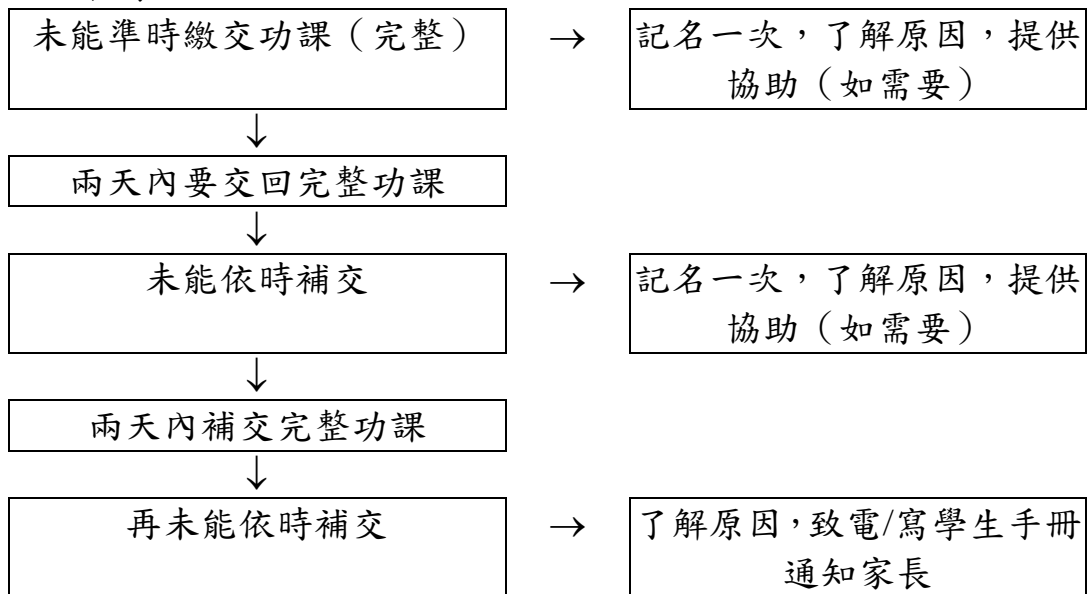 未能準時繳交功課（完整） → 記名一次，了解原因，提供
協助（如需要）
↓
兩天內要交回完整功課
↓
未能依時補交 → 記名一次，了解原因，提供
協助（如需要）
↓
兩天內補交完整功課
↓
再未能依時補交 → 了解原因，致電/寫學生手冊
通知家長